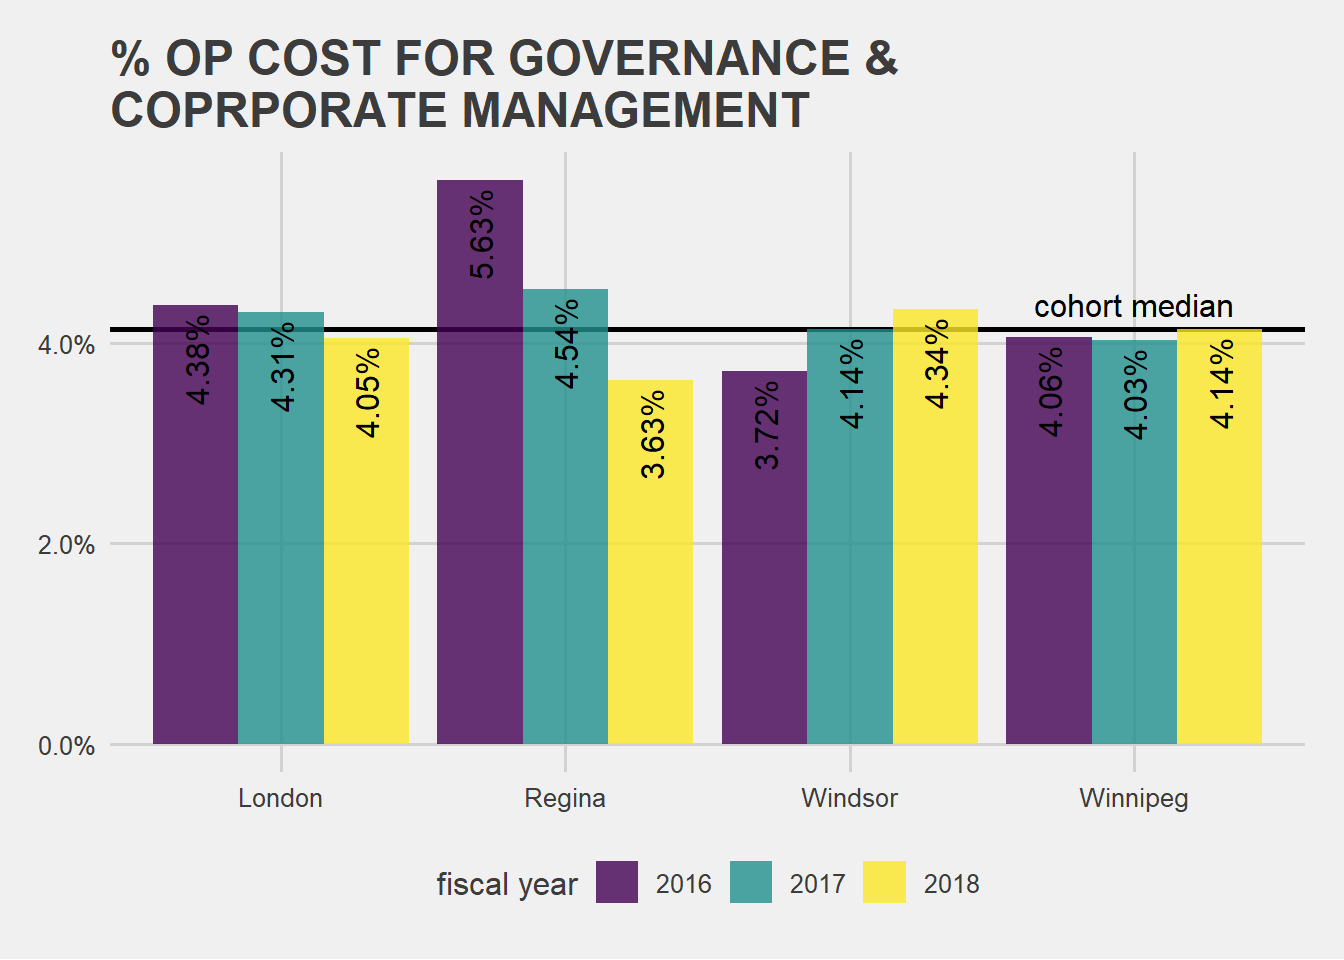 % OP COST FOR GOVERNANCE &
COPRPORATE MANAGEMENT
cohort median
4.38%
4.31%
4.05%
5.63%
4.54%
3.63%
3.72%
4.14%
4.34%
4.06%
4.03%
4.14%
4.0%
2.0%
0.0%
London
Regina
Windsor
Winnipeg
fiscal year 2016 2017 2018